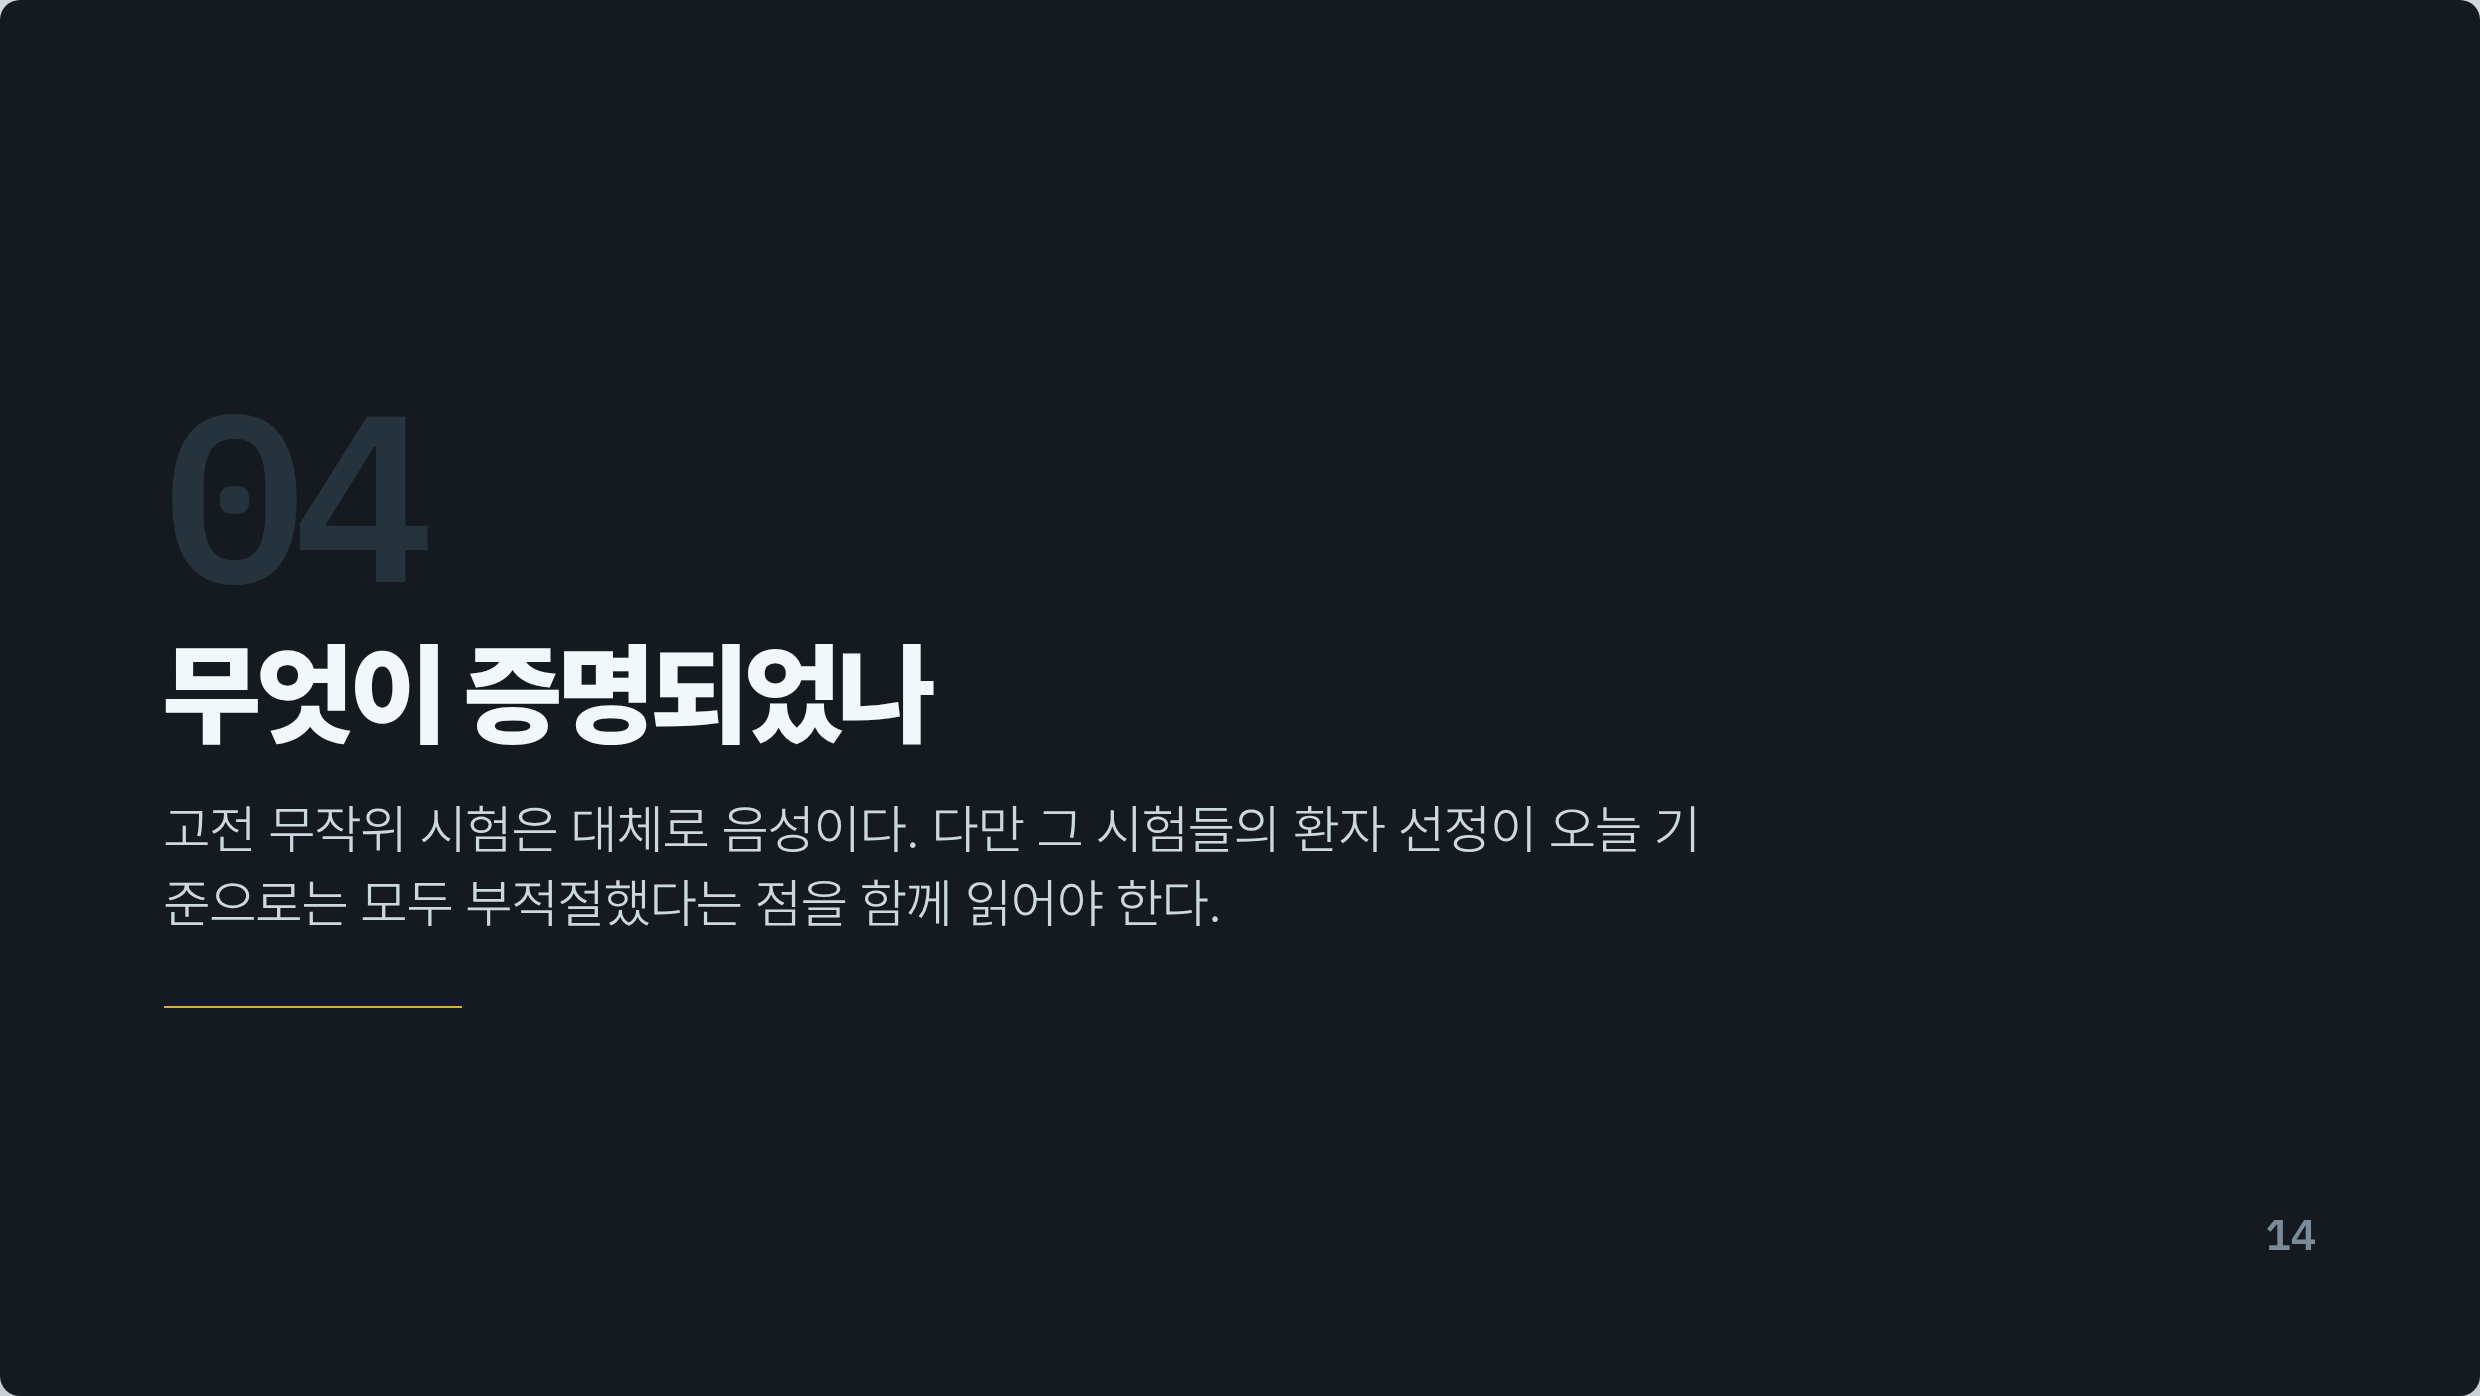 04
무엇이 증명되었나
고전 무작위 시험은 대체로 음성이다. 다만 그 시험들의 환자 선정이 오늘 기
준으로는 모두 부적절했다는 점을 함께 읽어야 한다.
14